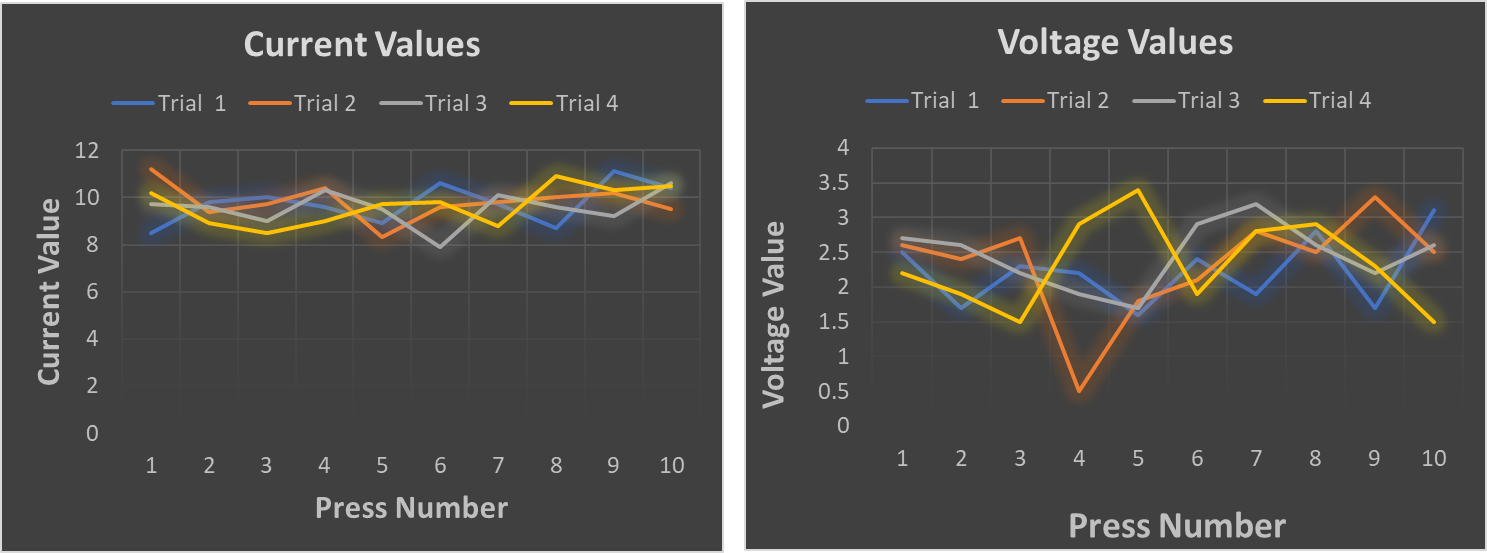 Current Values
Trial 1 Trial 2 Trial 3 Trial 4
12
10
8
6
4
2
0
Current Value
1 2 3 4 5 6 7 8 9 10
Press Number
Voltage Values
Trial 1 Trial 2 Trial 3 Trial 4
4
3.5
3
2.5
2
1.5
1
0.5
0
Voltage Value
1 2 3 4 5 6 7 8 9 10
Press Number